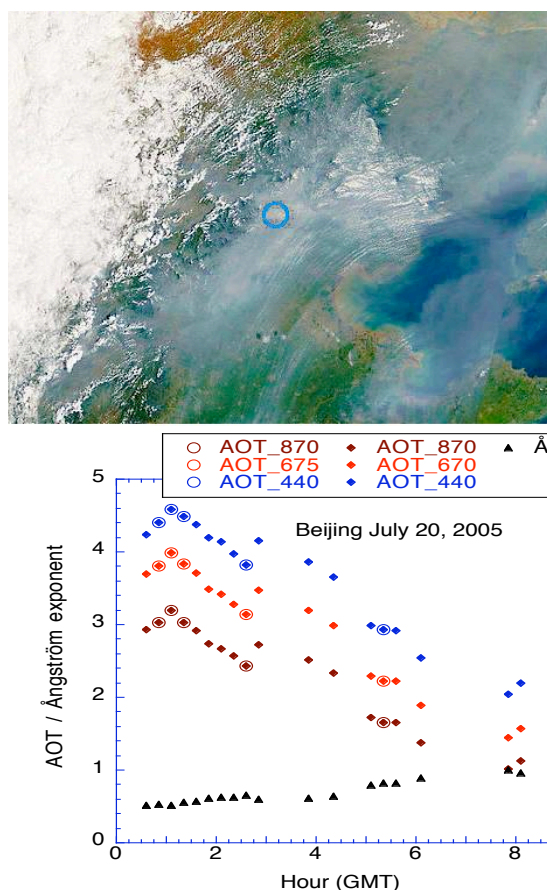 AOT_870 AOT_870 Å
AOT_675 AOT_670
AOT_440 AOT_440
Beijing July 20, 2005
AOT / Ångström exponent
5
4
3
2
1
0
0 2 4 6 8
Hour (GMT)